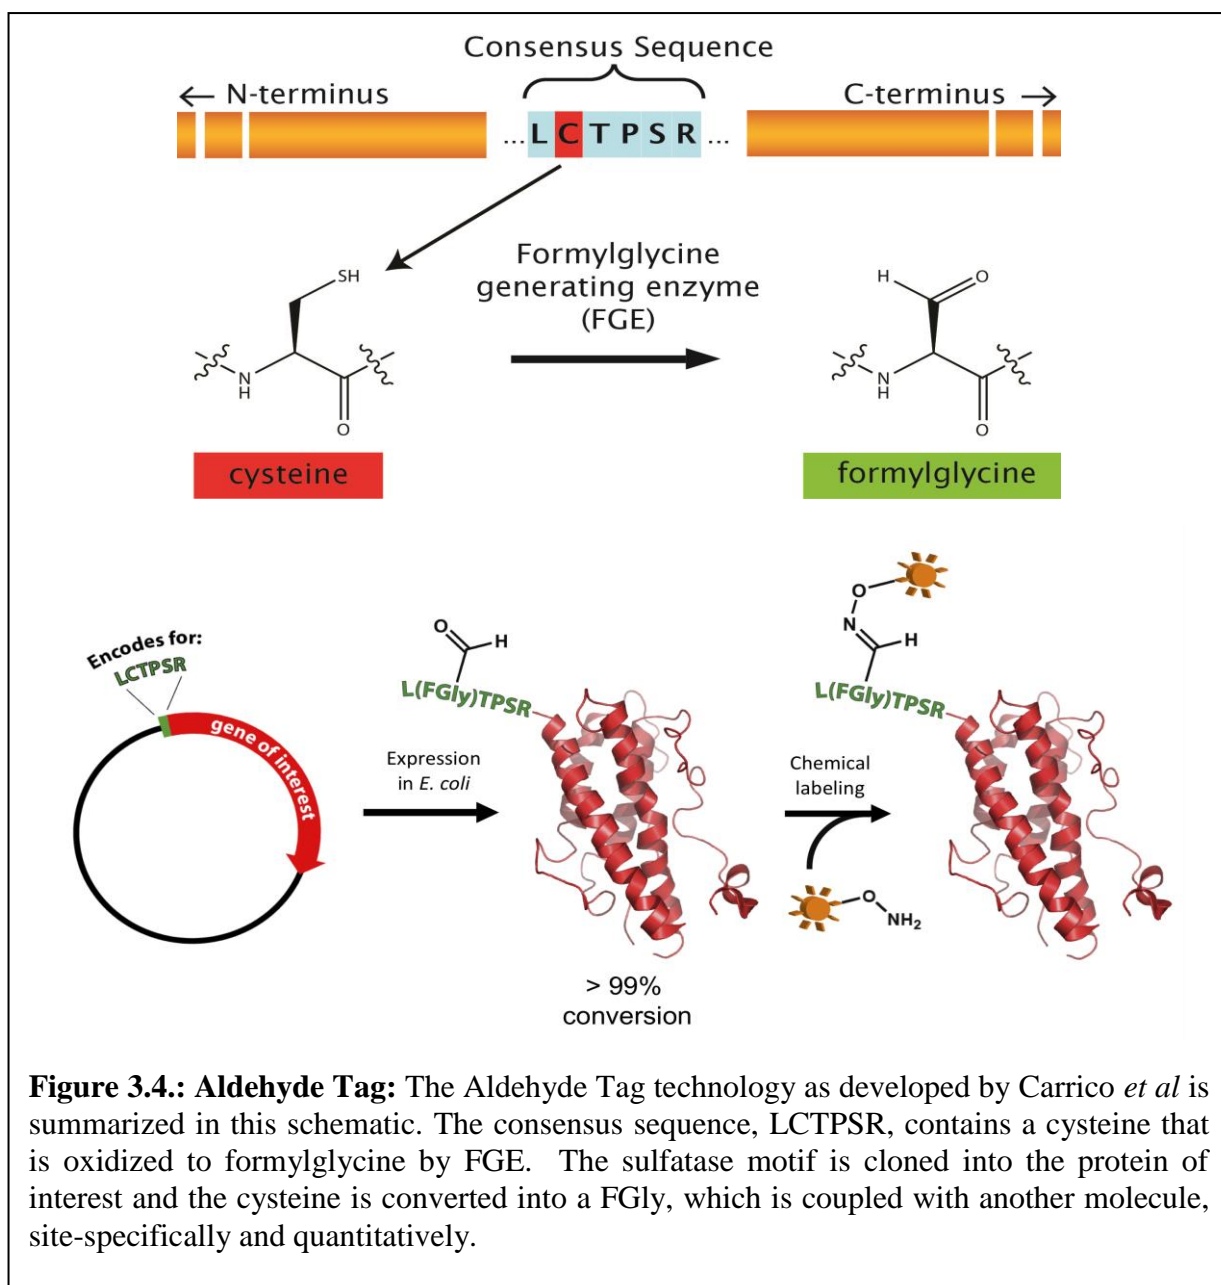 Consensus Sequence
← N-terminus
C-terminus →
...LCTPSR...
Formylglycine
generating enzyme
(FGE)
SH
N
H
O
H
O
N
H
O
cysteine
formylglycine
Encodes for:
LCTPSR
gene of interest
Expression
in E. coli
O
H
L(FGly)TPSR
> 99%
conversion
Chemical
labeling
O
NH2
O
N
H
L(FGly)TPSR
Figure 3.4.: Aldehyde Tag: The Aldehyde Tag technology as developed by Carrico et al is
summarized in this schematic. The consensus sequence, LCTPSR, contains a cysteine that
is oxidized to formylglycine by FGE. The sulfatase motif is cloned into the protein of
interest and the cysteine is converted into a FGly, which is coupled with another molecule,
site-specifically and quantitatively.